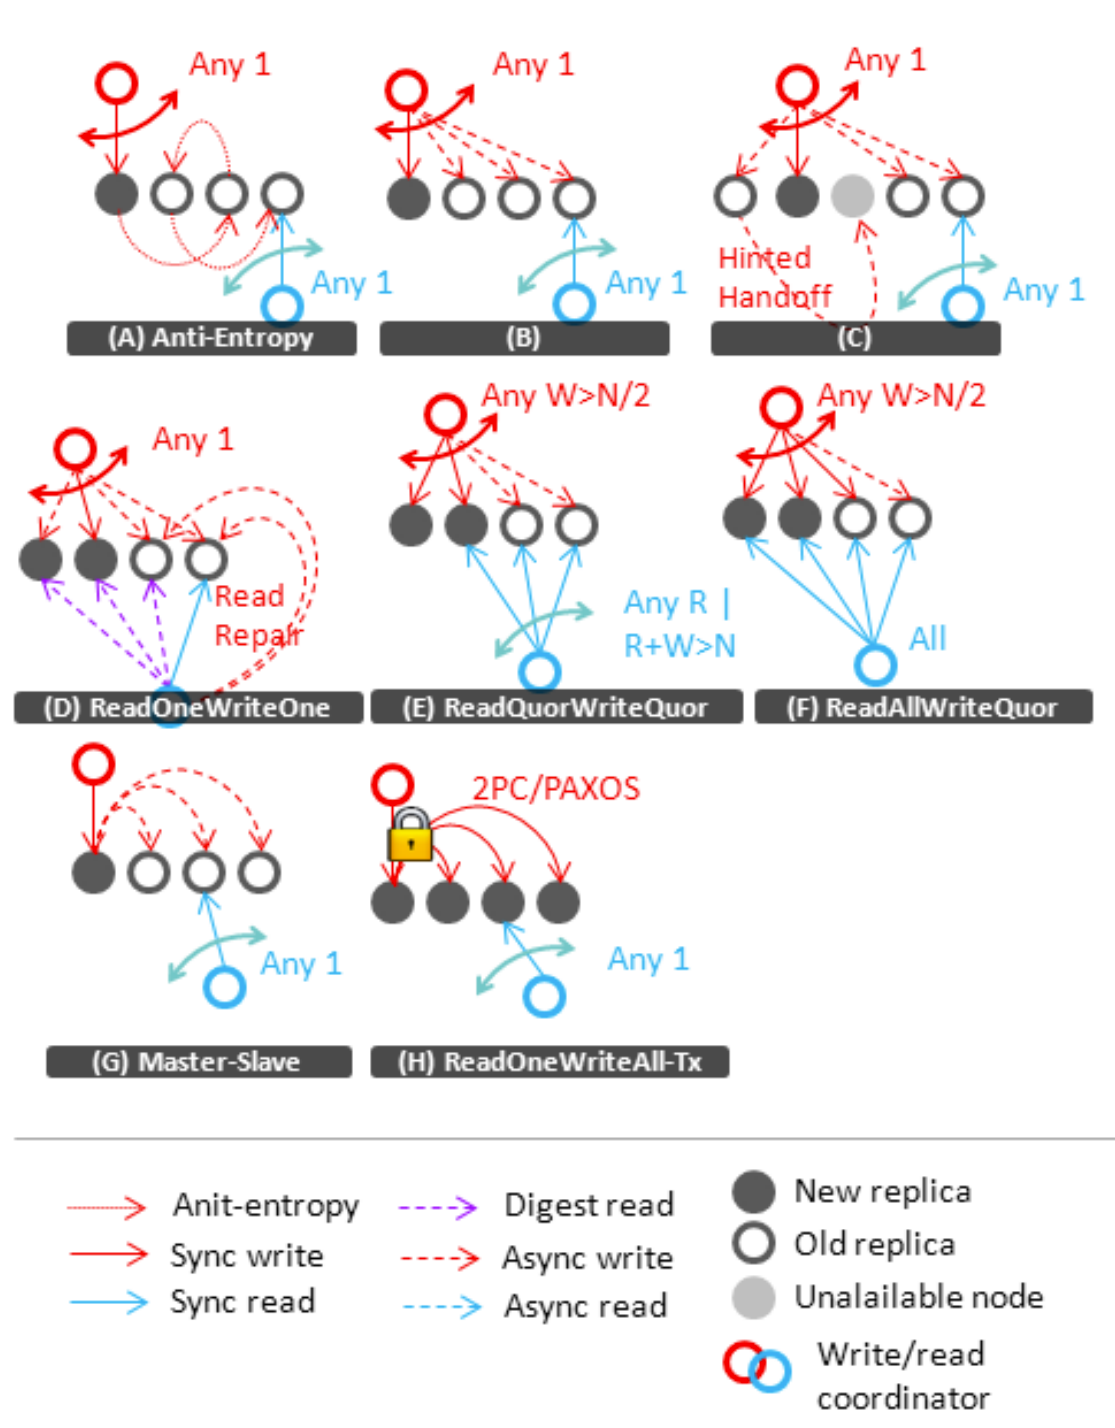 Any 1
Any 1
Any 1
Any 1
Any 1
Hinted
Handoff
Any 1
(A) Anti-Entropy
(B)
(C)
Any 1
Any W>N/2
Any W>N/2
Read
Repair
Any R |
R+W>N
All
(D) ReadOneWriteOne
(E) ReadQuorWriteQuor
(F) ReadAllWriteQuor
2PC/PAXOS
Any 1
Any 1
(G) Master-Slave
(H) ReadOneWriteAll-Tx
Anit-entropy
Sync write
Sync read
Digest read
Async write
Async read
New replica
Old replica
Unalailable node
Write/read
coordinator